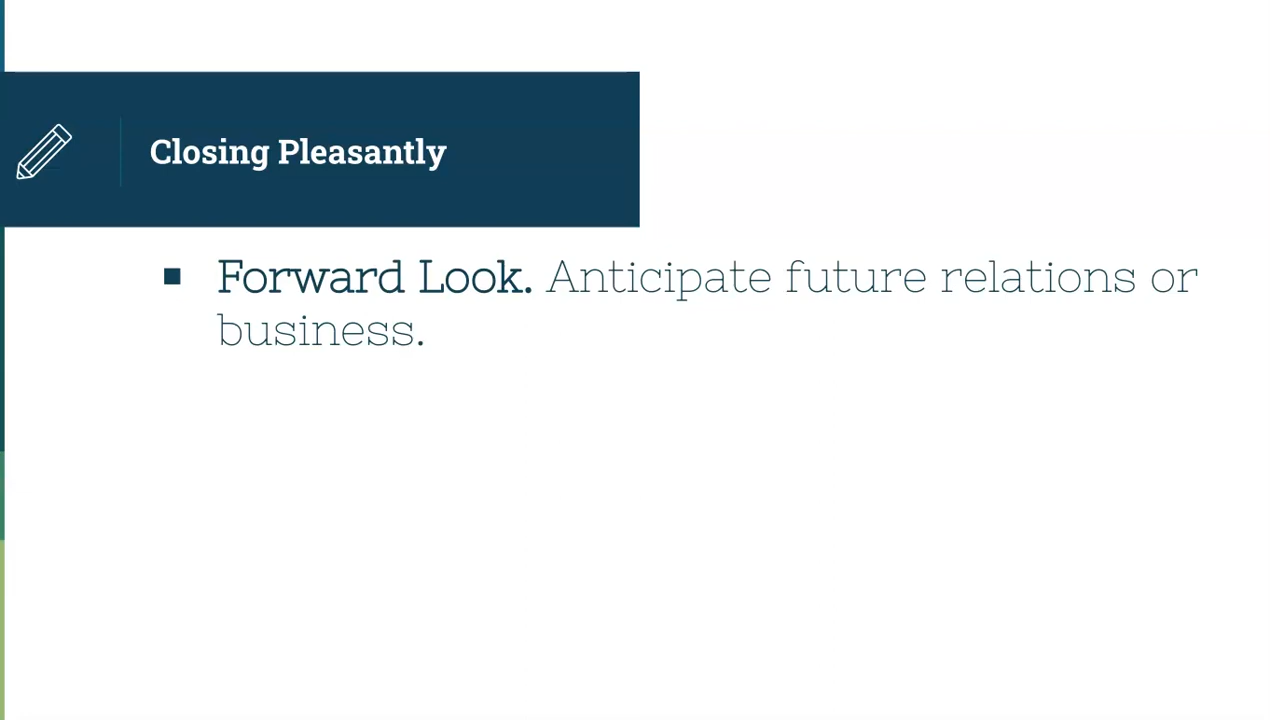 Closing Pleasantly
▪ Forward Look. Anticipate future relations or
business.